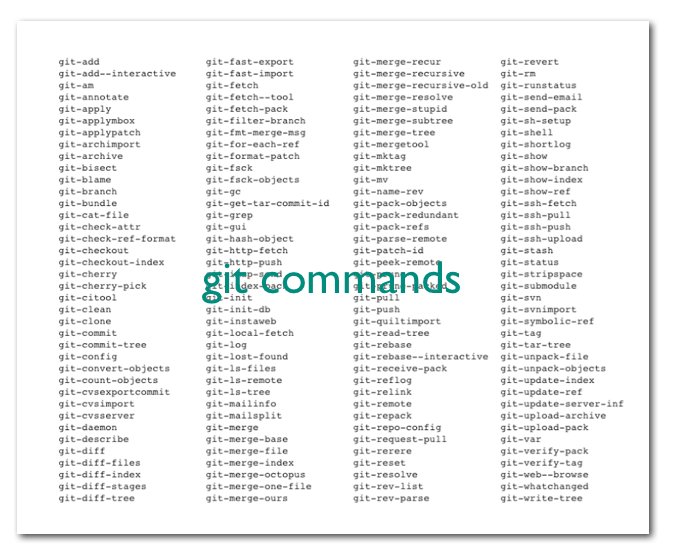 git-add
git-add--interactive
git-am
git-annotate
git-apply
git-applymbox
git-applypatch
git-archimport
git-archive
git-bisect
git-blame
git-branch
git-bundle
git-cat-file
git-check-attr
git-check-ref-format
git-checkout
git-checkout-index
git-cherry
git-cherry-pick
git-citool
git-clean
git-clone
git-commit
git-commit-tree
git-config
git-convert-objects
git-count-objects
git-cvsexportcommit
git-cvsimport
git-cvsserver
git-daemon
git-describe
git-diff
git-diff-files
git-diff-index
git-diff-stages
git-diff-tree
git-fast-export
git-fast-import
git-fetch
git-fetch--tool
git-fetch-pack
git-filter-branch
git-fmt-merge-msg
git-for-each-ref
git-format-patch
git-fsck
git-fsck-objects
git-gc
git-get-tar-commit-id
git-grep
git-gui
git-hash-object
git-http-fetch
git-http-push
git-imap-send
git-index-pack
git-init
git-init-db
git-instaweb
git-local-fetch
git-log
git-lost-found
git-ls-files
git-ls-remote
git-ls-tree
git-mailinfo
git-mailsplit
git-merge
git-merge-base
git-merge-file
git-merge-index
git-merge-octopus
git-merge-one-file
git-merge-ours
git-merge-recur
git-merge-recursive
git-merge-recursive-old
git-merge-resolve
git-merge-stupid
git-merge-subtree
git-merge-tree
git-mergetool
git-mktag
git-mktree
git-mv
git-name-rev
git-pack-objects
git-pack-redundant
git-pack-refs
git-parse-remote
git-patch-id
git-peek-remote
git-prune
git-prune-packed
git-pull
git-push
git-quiltimport
git-read-tree
git-rebase
git-rebase--interactive
git-receive-pack
git-reflog
git-relink
git-remote
git-repack
git-repo-config
git-request-pull
git-rerere
git-reset
git-resolve
git-rev-list
git-rev-parse
git-revert
git-rm
git-runstatus
git-send-email
git-send-pack
git-sh-setup
git-shell
git-shortlog
git-show
git-show-branch
git-show-index
git-show-ref
git-ssh-fetch
git-ssh-pull
git-ssh-push
git-ssh-upload
git-stash
git-status
git-stripspace
git-submodule
git-svn
git-svnimport
git-symbolic-ref
git-tag
git-tar-tree
git-unpack-file
git-unpack-objects
git-update-index
git-update-ref
git-update-server-inf
git-upload-archive
git-upload-pack
git-var
git-verify-pack
git-verify-tag
git-web--browse
git-whatchanged
git-write-tree
git commands